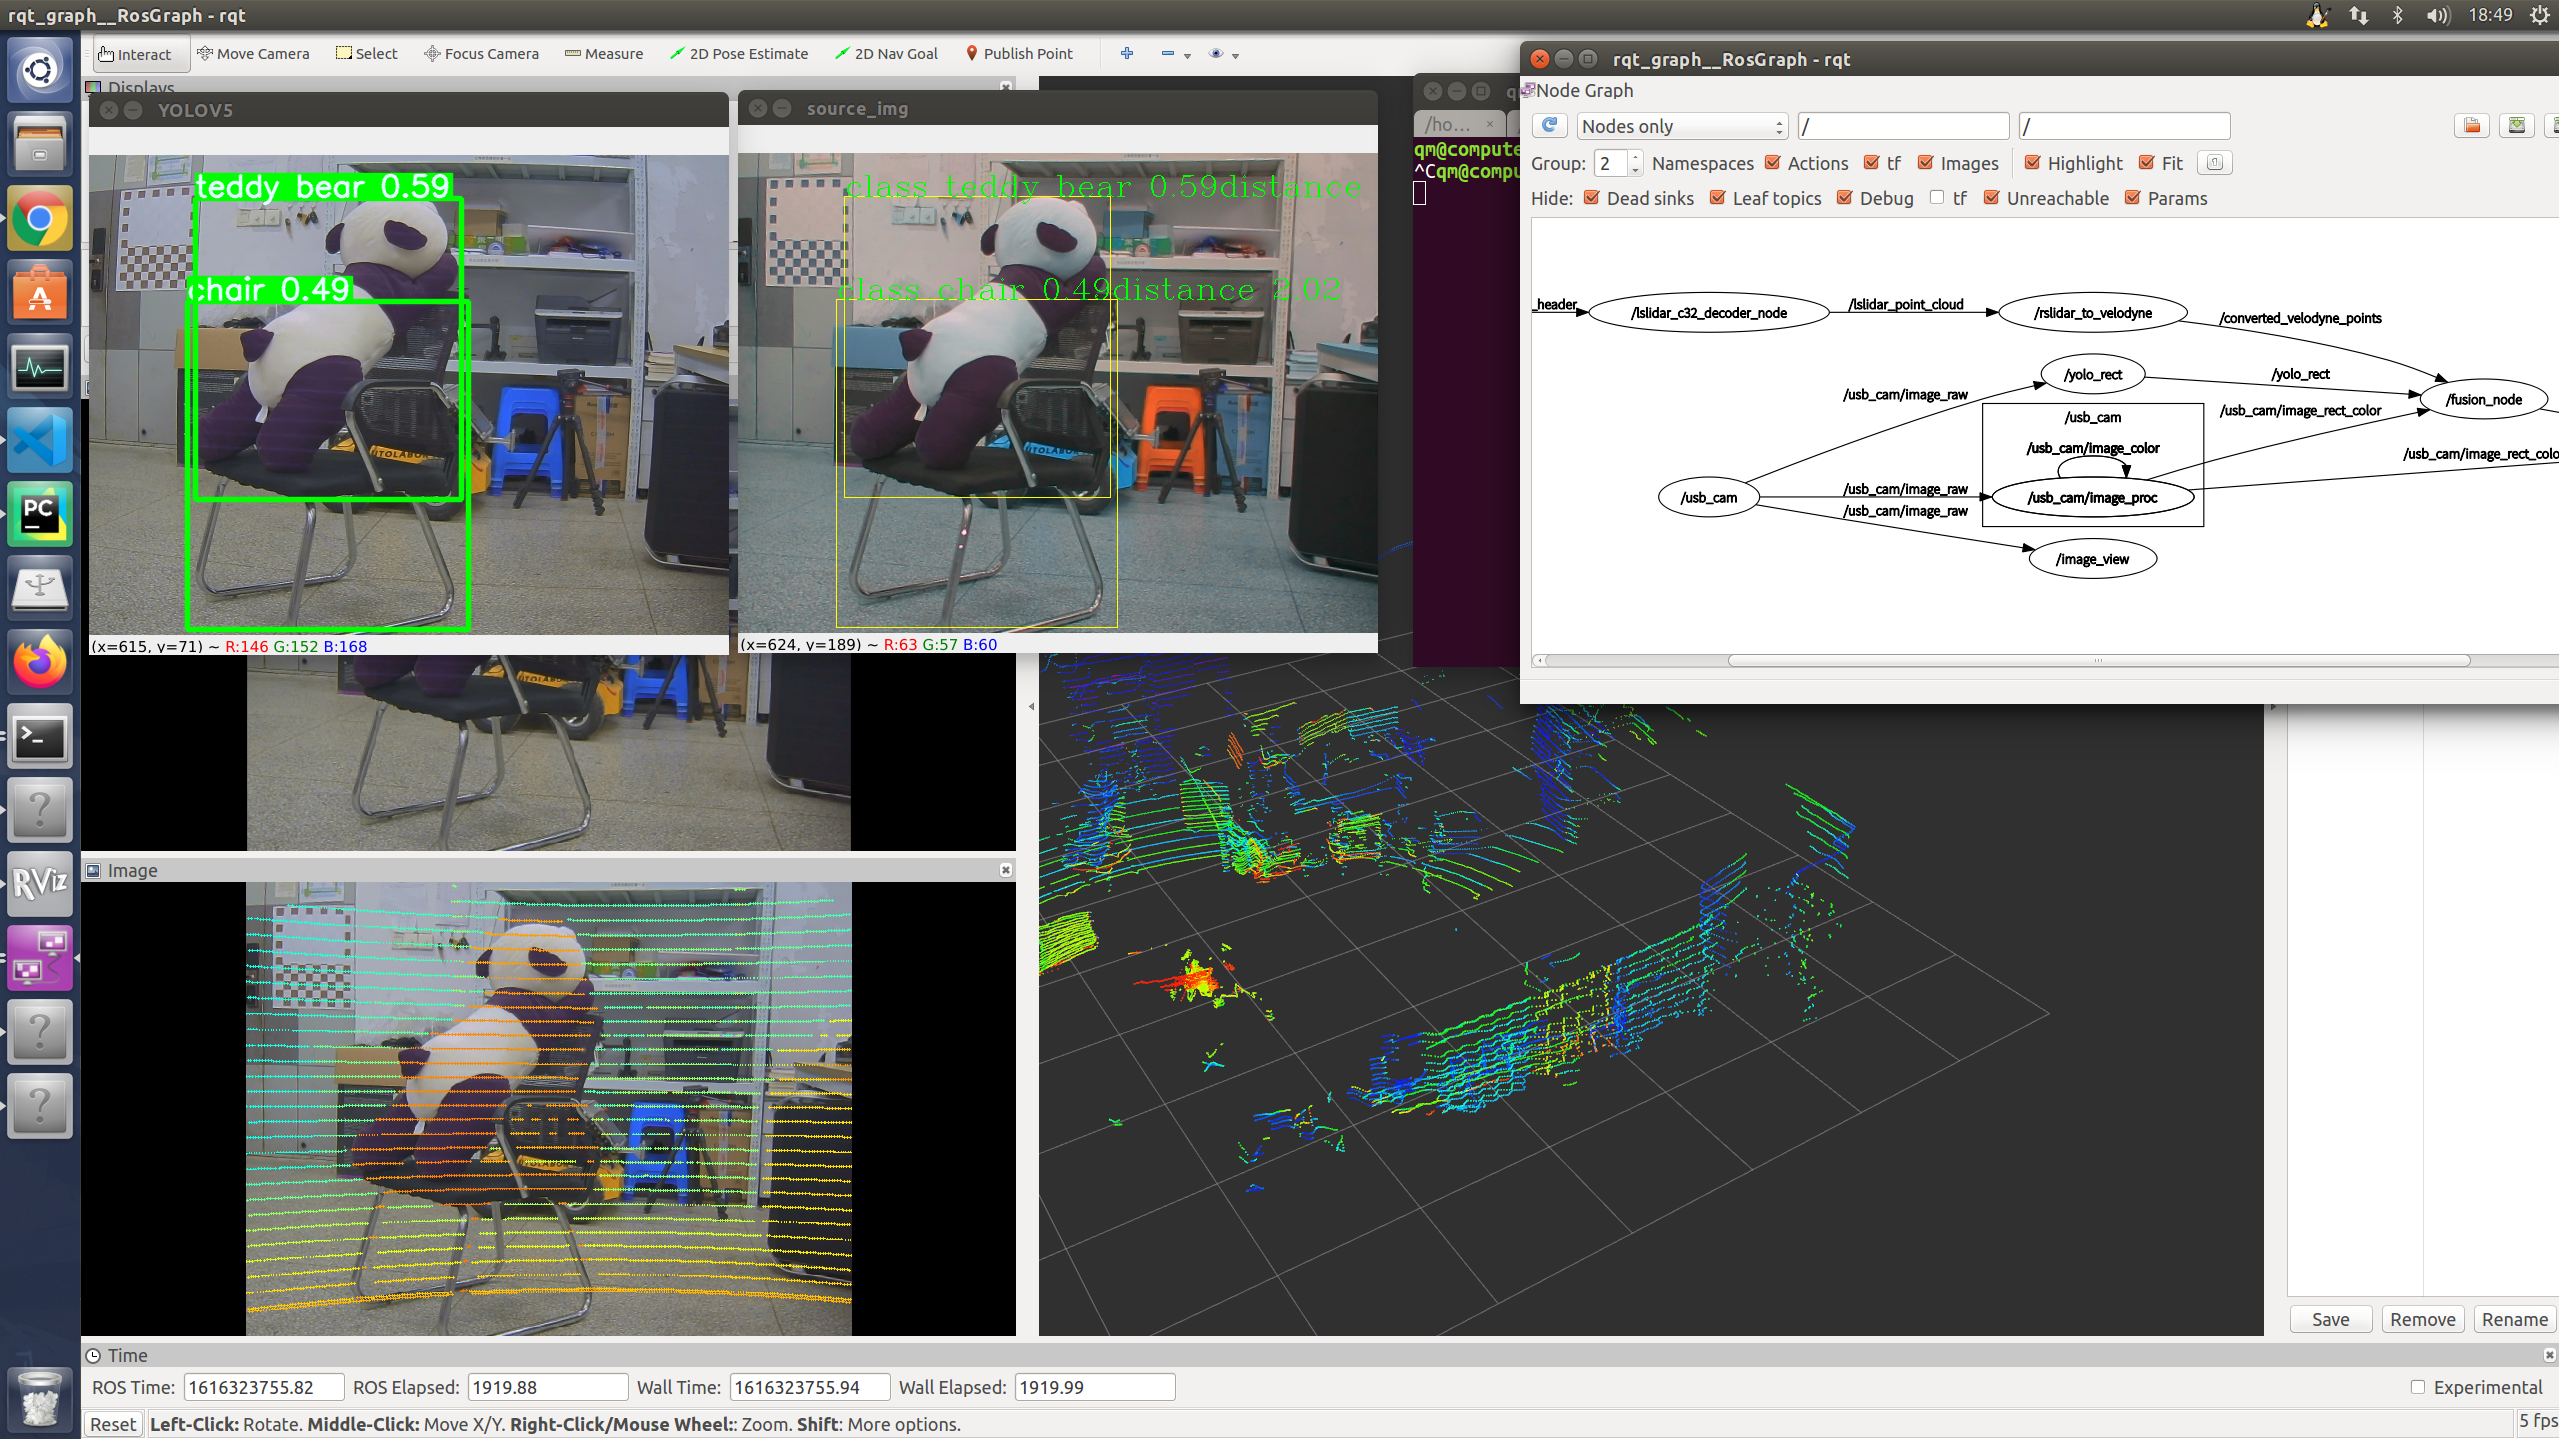 rqt_graph__RosGraph - rqt
18:49
Interact Move Camera Select Focus Camera Measure 2D Pose Estimate 2D Nav Goal Publish Point
Displays
YOLOV5
teddy bear 0.59
chair 0.49
(x=615, y=71) ~ R:146 G:152 B:168
source_img
class teddy bear 0.59distance
class chair 0.49distance 2.02
(x=624, y=189) ~ R:63 G:57 B:60
/ho...
qm@compute
^Cqm@compu
rqt_graph__RosGraph - rqt
Node Graph
Nodes only / /
Group: 2 Namespaces Actions tf Images Highlight Fit
Hide: Dead sinks Leaf topics Debug tf Unreachable Params
_header
/lslidar_c32_decoder_node
/lslidar_point_cloud
/rslidar_to_velodyne
/converted_velodyne_points
/usb_cam/image_raw
/yolo_rect
/yolo_rect
/fusion_node
/usb_cam
/usb_cam/image_rect_color
/usb_cam/image_color
/usb_cam/image_rect_colo
/usb_cam
/usb_cam/image_raw
/usb_cam/image_raw
/usb_cam/image_proc
/image_view
Image
RViz
PC
Save Remove Rename
Time
ROS Time: 1616323755.82 ROS Elapsed: 1919.88 Wall Time: 1616323755.94 Wall Elapsed: 1919.99 Experimental
Reset Left-Click: Rotate. Middle-Click: Move X/Y. Right-Click/Mouse Wheel:: Zoom. Shift: More options. 5 fps